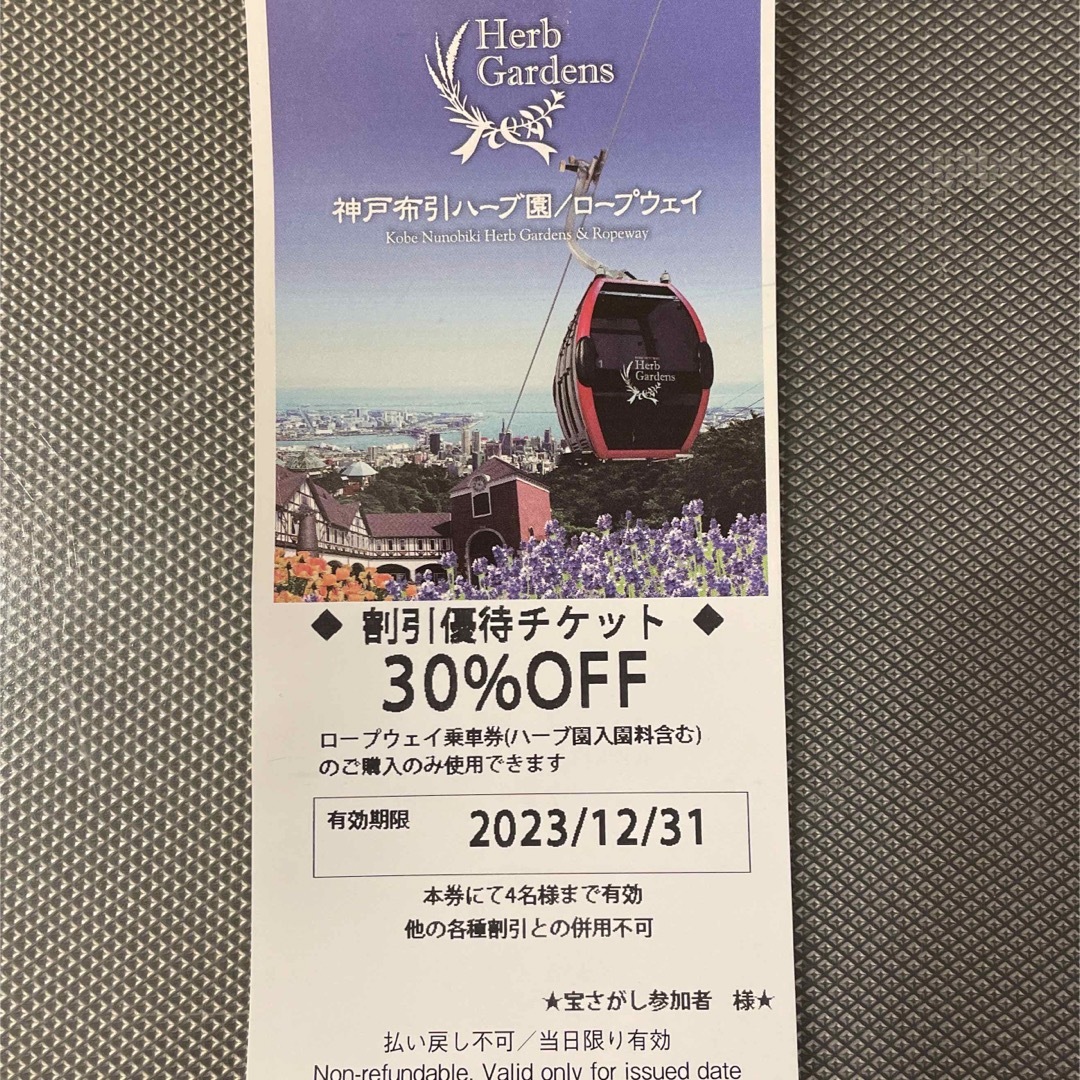 Herb
Gardens
神戸布引ハーブ園/ロープウェイ
Kobe Nunobiki Herb Gardens & Ropeway
Herb
Gardens
◆ 割引優待チケット ◆
30%OFF
ロープウェイ乗車券(ハーブ園入園料含む)
のご購入のみ使用できます
有効期限 2023/12/31
本券にて4名様まで有効
他の各種割引との併用不可
★宝さがし参加者 様★
払い戻し不可／当日限り有効
Non-refundable. Valid only for issued date